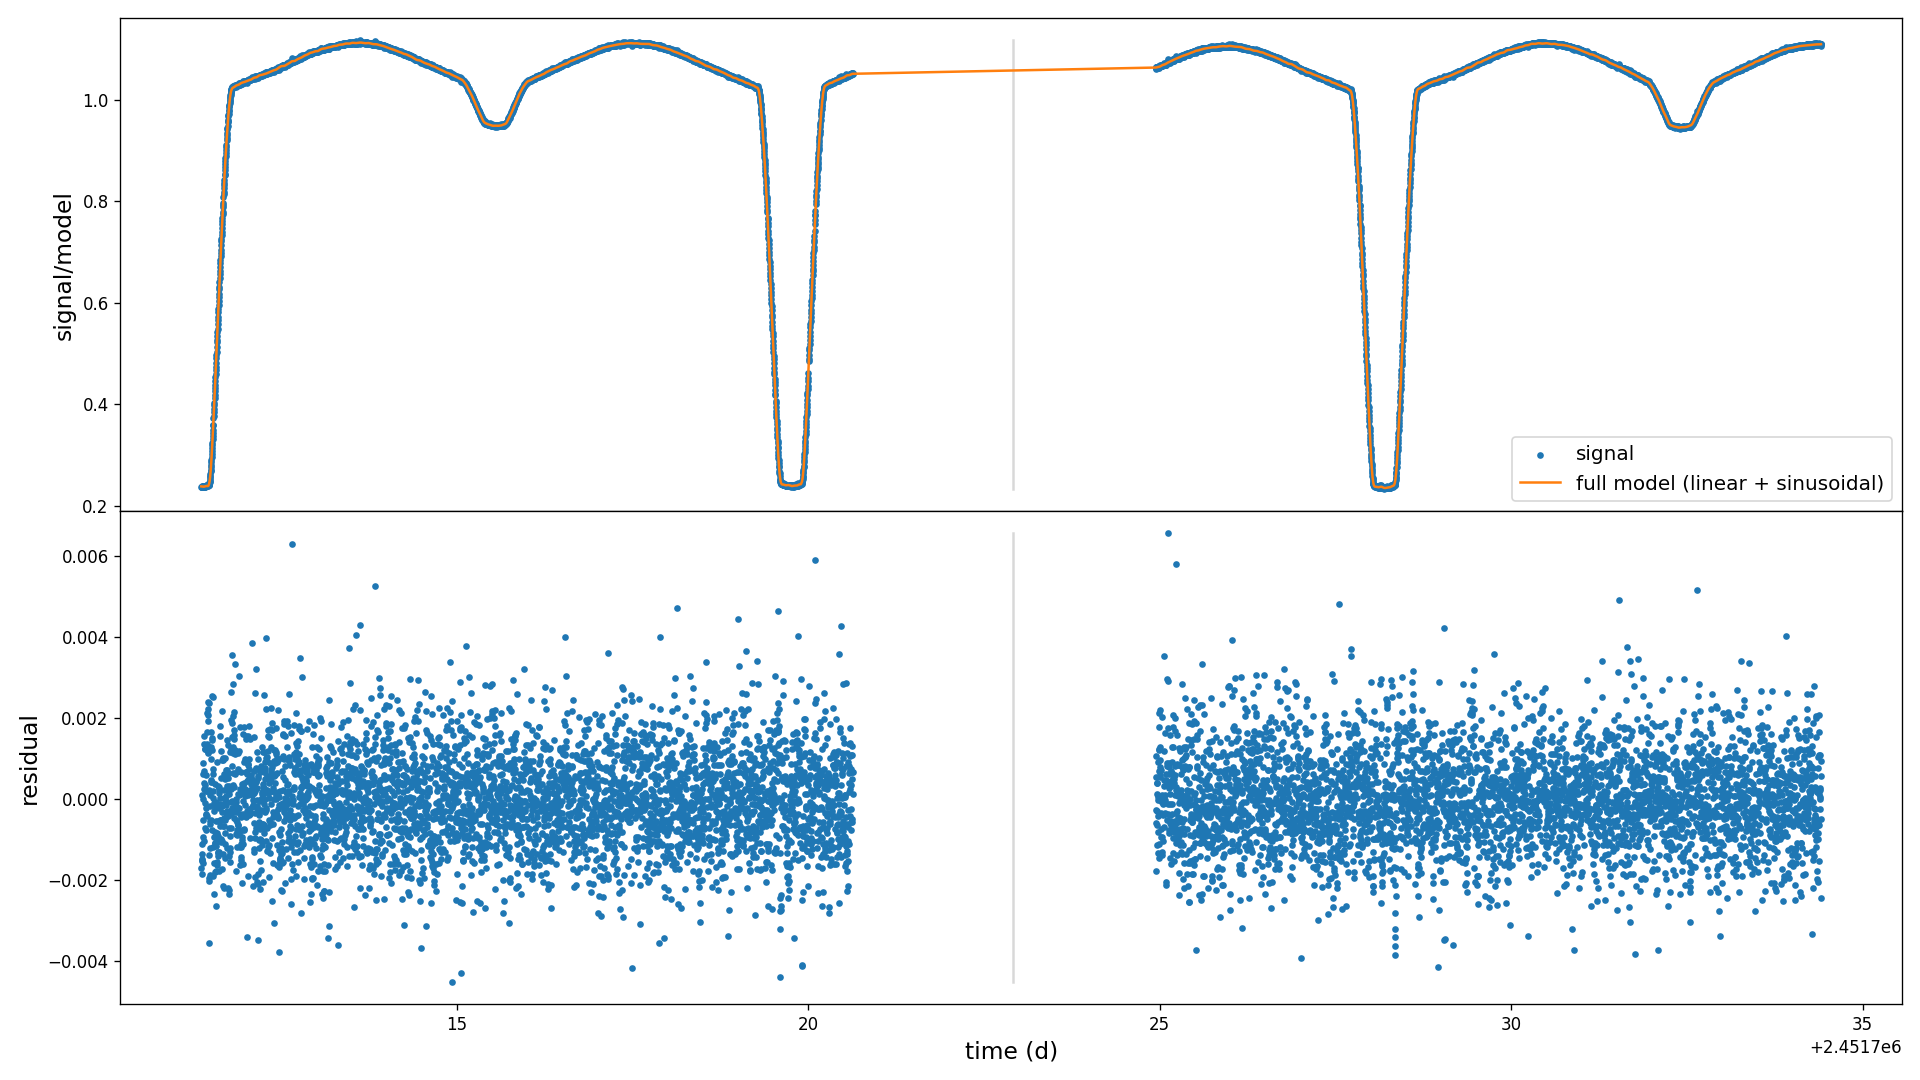 signal/model
1.0
0.8
0.6
0.4
0.2
signal
full model (linear + sinusoidal)
residual
0.006
0.004
0.002
0.000
−0.002
−0.004
15
20
25
30
35
time (d)
+2.4517e6